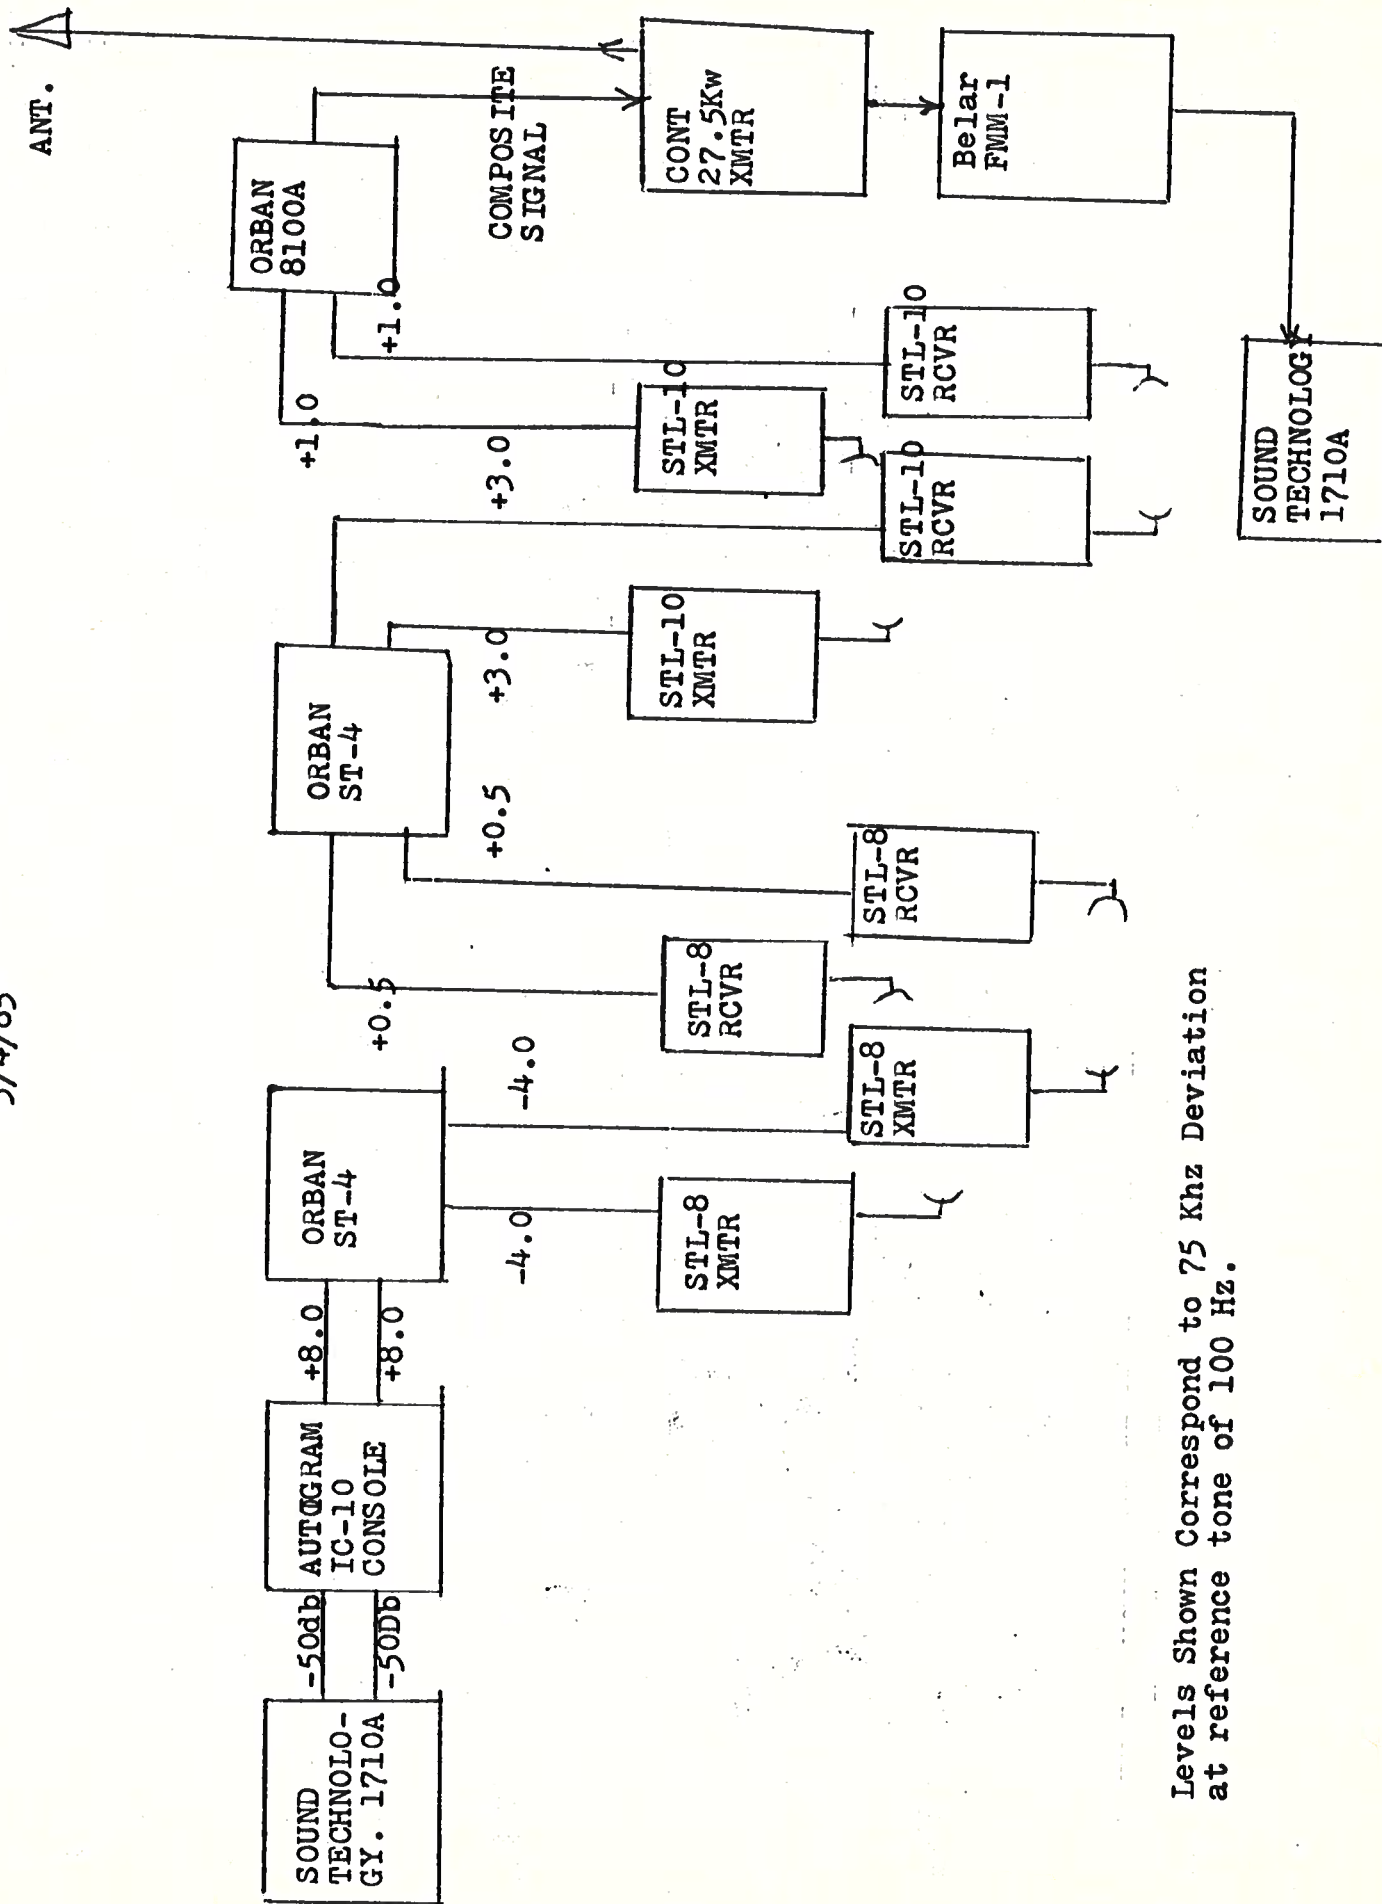 ANT.
SOUND
TECHNOLO-
GY. 1710A
-50db
-50Db
AUTOGRAM
IC-10
CONSOLE
+8.0
+8.0
ORBAN
ST-4
-4.0
-4.0
STL-8
XMTR
STL-8
XMTR
+0.5
+0.5
STL-8
RCVR
STL-8
RCVR
ORBAN
ST-4
+3.0
+3.0
STL-10
XMTR
STL-10
RCVR
STL-10
XMTR
STL-10
RCVR
+1.0
+1.0
ORBAN
8100A
COMPOSITE
SIGNAL
CONT
27.5Kw
XMTR
Belar
FMM-1
SOUND
TECHNOLOGY
1710A
Levels Shown Correspond to 75 Khz Deviation
at reference tone of 100 Hz.